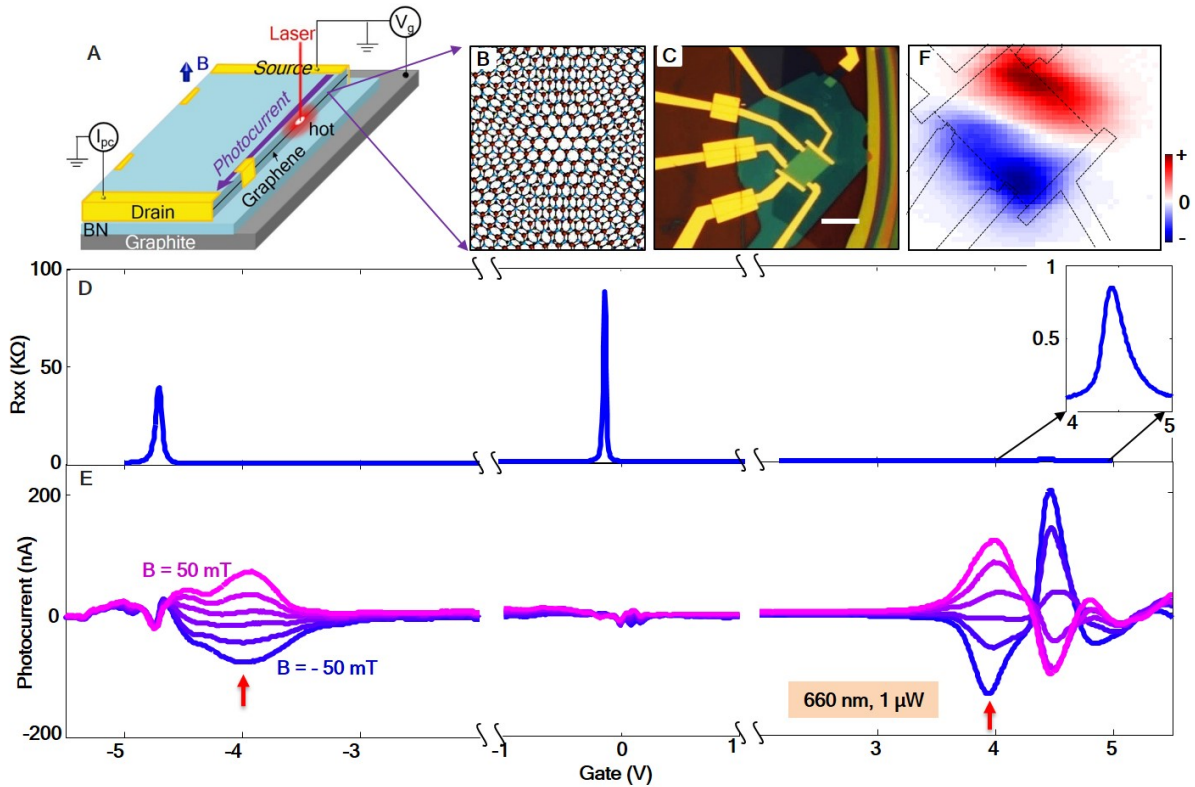 A
B
Laser
Source
V_g
Photocurrent
hot
Graphene
I_pc
Drain
BN
Graphite
B
C
F
+
0
-
D
100
50
0
Rxx (KΩ)
1
0.5
4
5
E
200
0
-200
Photocurrent (nA)
B = 50 mT
B = - 50 mT
660 nm, 1 µW
-5
-4
-3
-1
0
1
3
4
5
Gate (V)